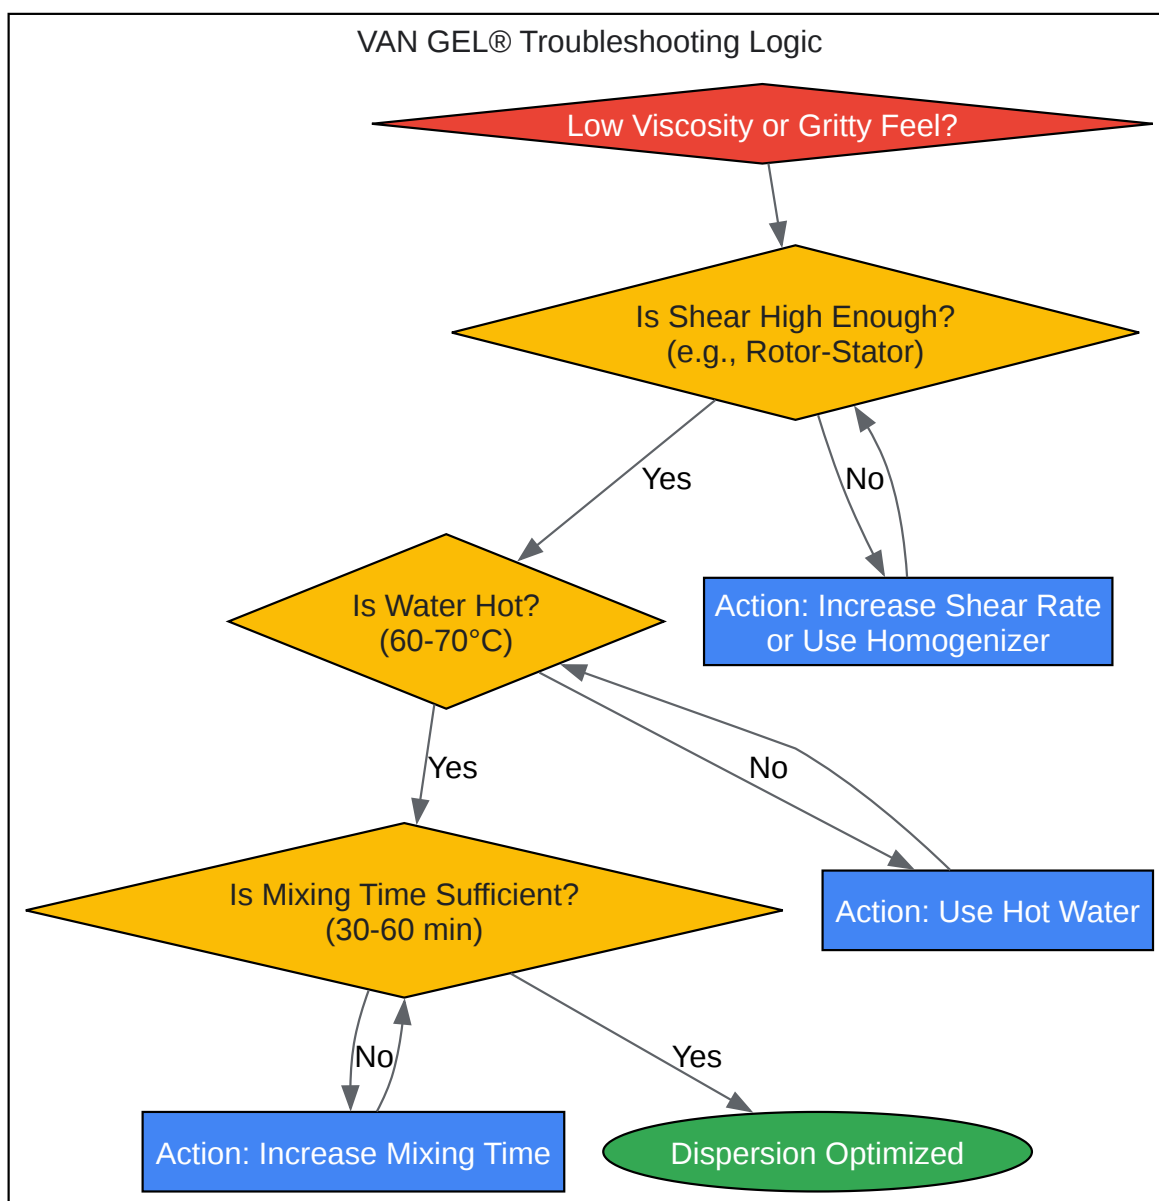 VAN GEL® Troubleshooting Logic
Low Viscosity or Gritty Feel?
Is Shear High Enough?
(e.g., Rotor-Stator)
Yes
No
Is Water Hot?
(60-70°C)
Action: Increase Shear Rate
or Use Homogenizer
Yes
No
Is Mixing Time Sufficient?
(30-60 min)
Action: Use Hot Water
No
Yes
Action: Increase Mixing Time
Dispersion Optimized